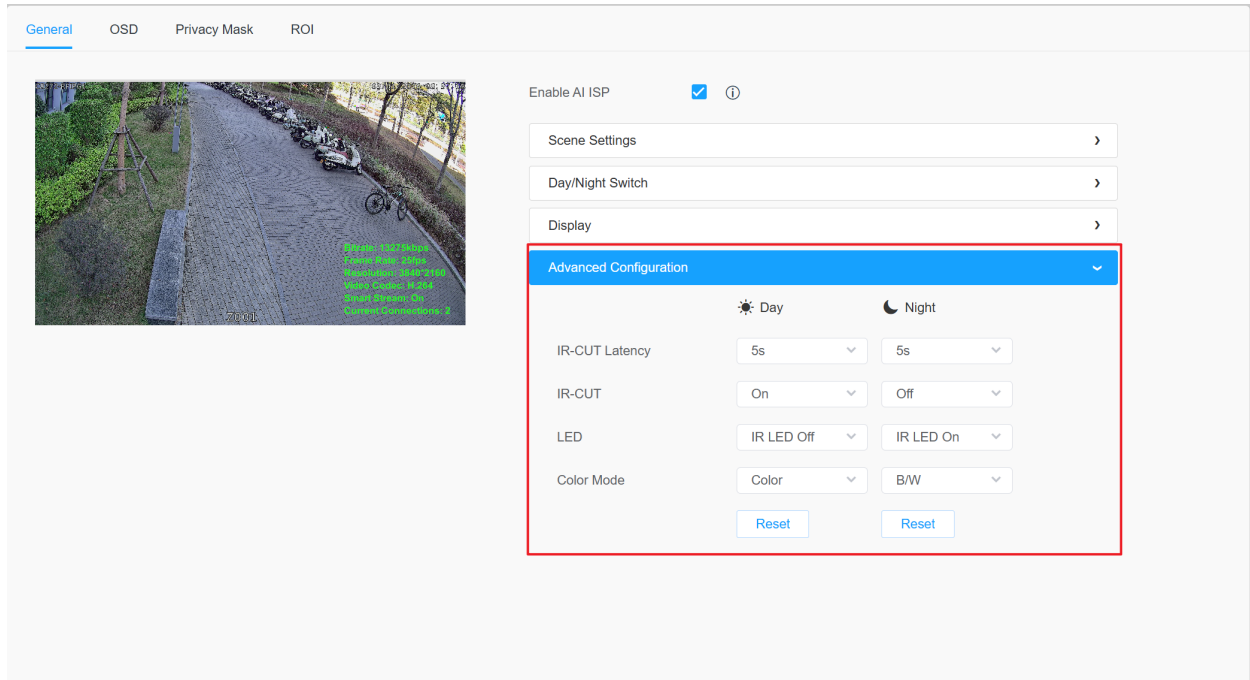 General OSD Privacy Mask ROI
Enable AI ISP
Scene Settings
Day/Night Switch
Display
Advanced Configuration
Day Night
IR-CUT Latency 5s 5s
IR-CUT On Off
LED IR LED Off IR LED On
Color Mode Color B/W
Reset Reset
Bitrate: 13275kbps
Frame Rate: 25fps
Resolution: 3840*2160
Video Codec: H.264
Smart Stream: On
Current Connections: 2